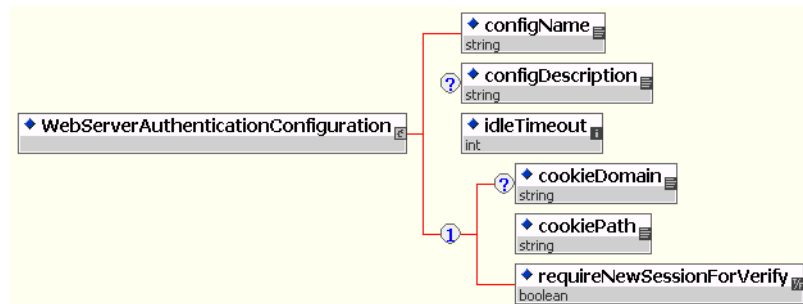 configName
string
? configDescription
string
WebServerAuthenticationConfiguration e
idleTimeout
int
? cookieDomain
string
1 cookiePath
string
requireNewSessionForVerify
boolean